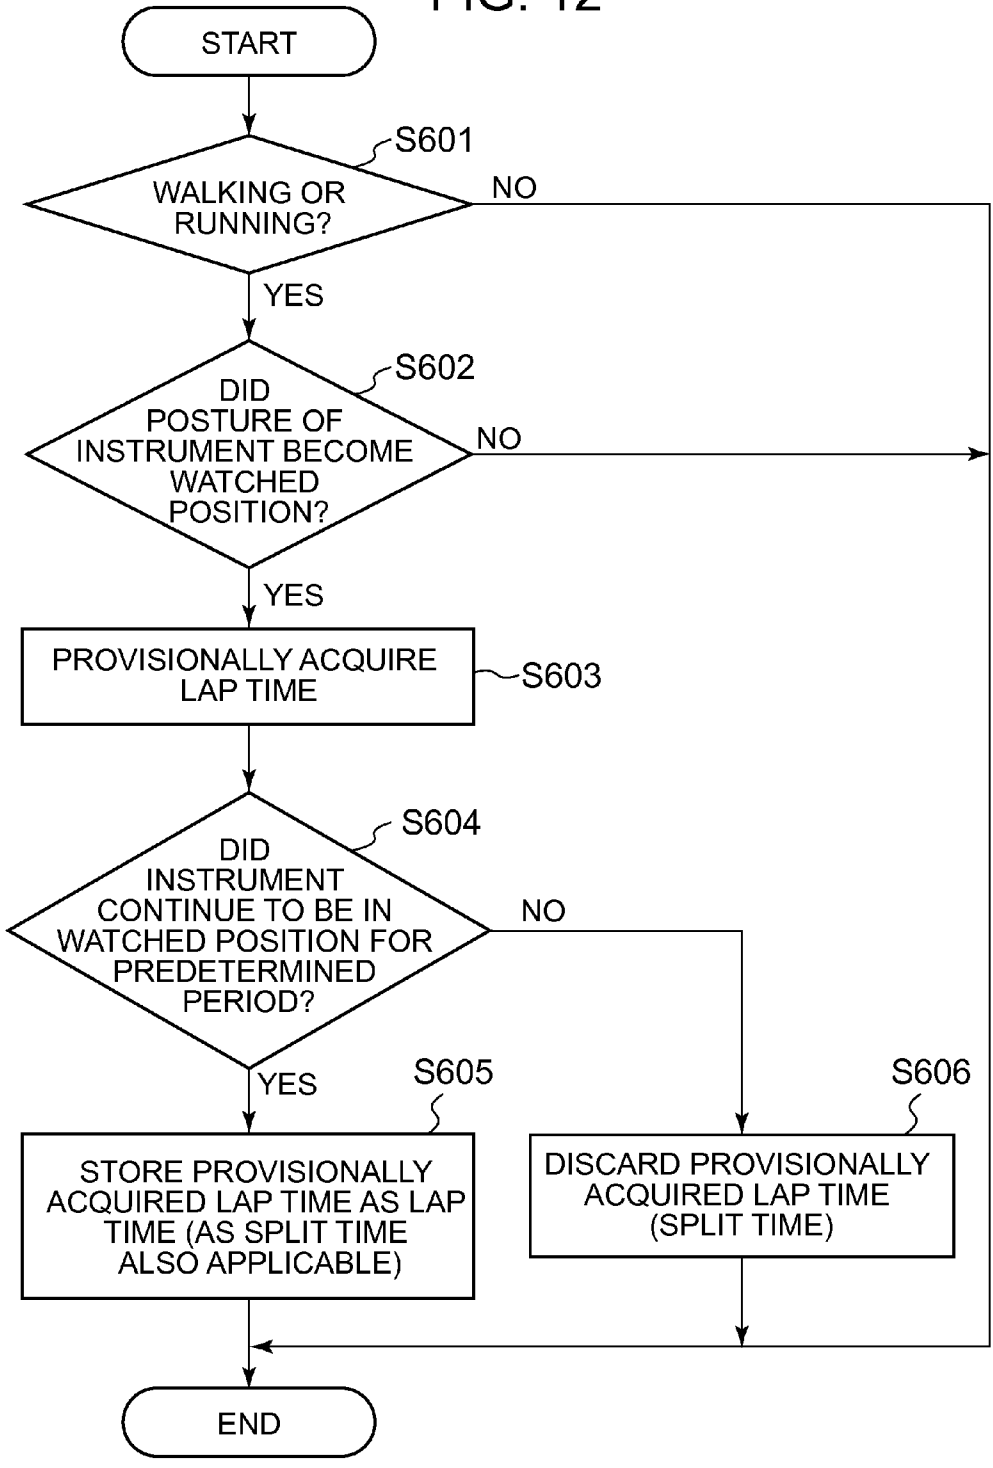 FIG. 12
START
S601
WALKING OR
RUNNING?
NO
YES
S602
DID
POSTURE OF
INSTRUMENT BECOME
WATCHED
POSITION?
NO
YES
PROVISIONALLY ACQUIRE
LAP TIME
S603
S604
DID
INSTRUMENT
CONTINUE TO BE IN
WATCHED POSITION FOR
PREDETERMINED
PERIOD?
NO
YES
S605
STORE PROVISIONALLY
ACQUIRED LAP TIME AS LAP
TIME (AS SPLIT TIME
ALSO APPLICABLE)
S606
DISCARD PROVISIONALLY
ACQUIRED LAP TIME
(SPLIT TIME)
END